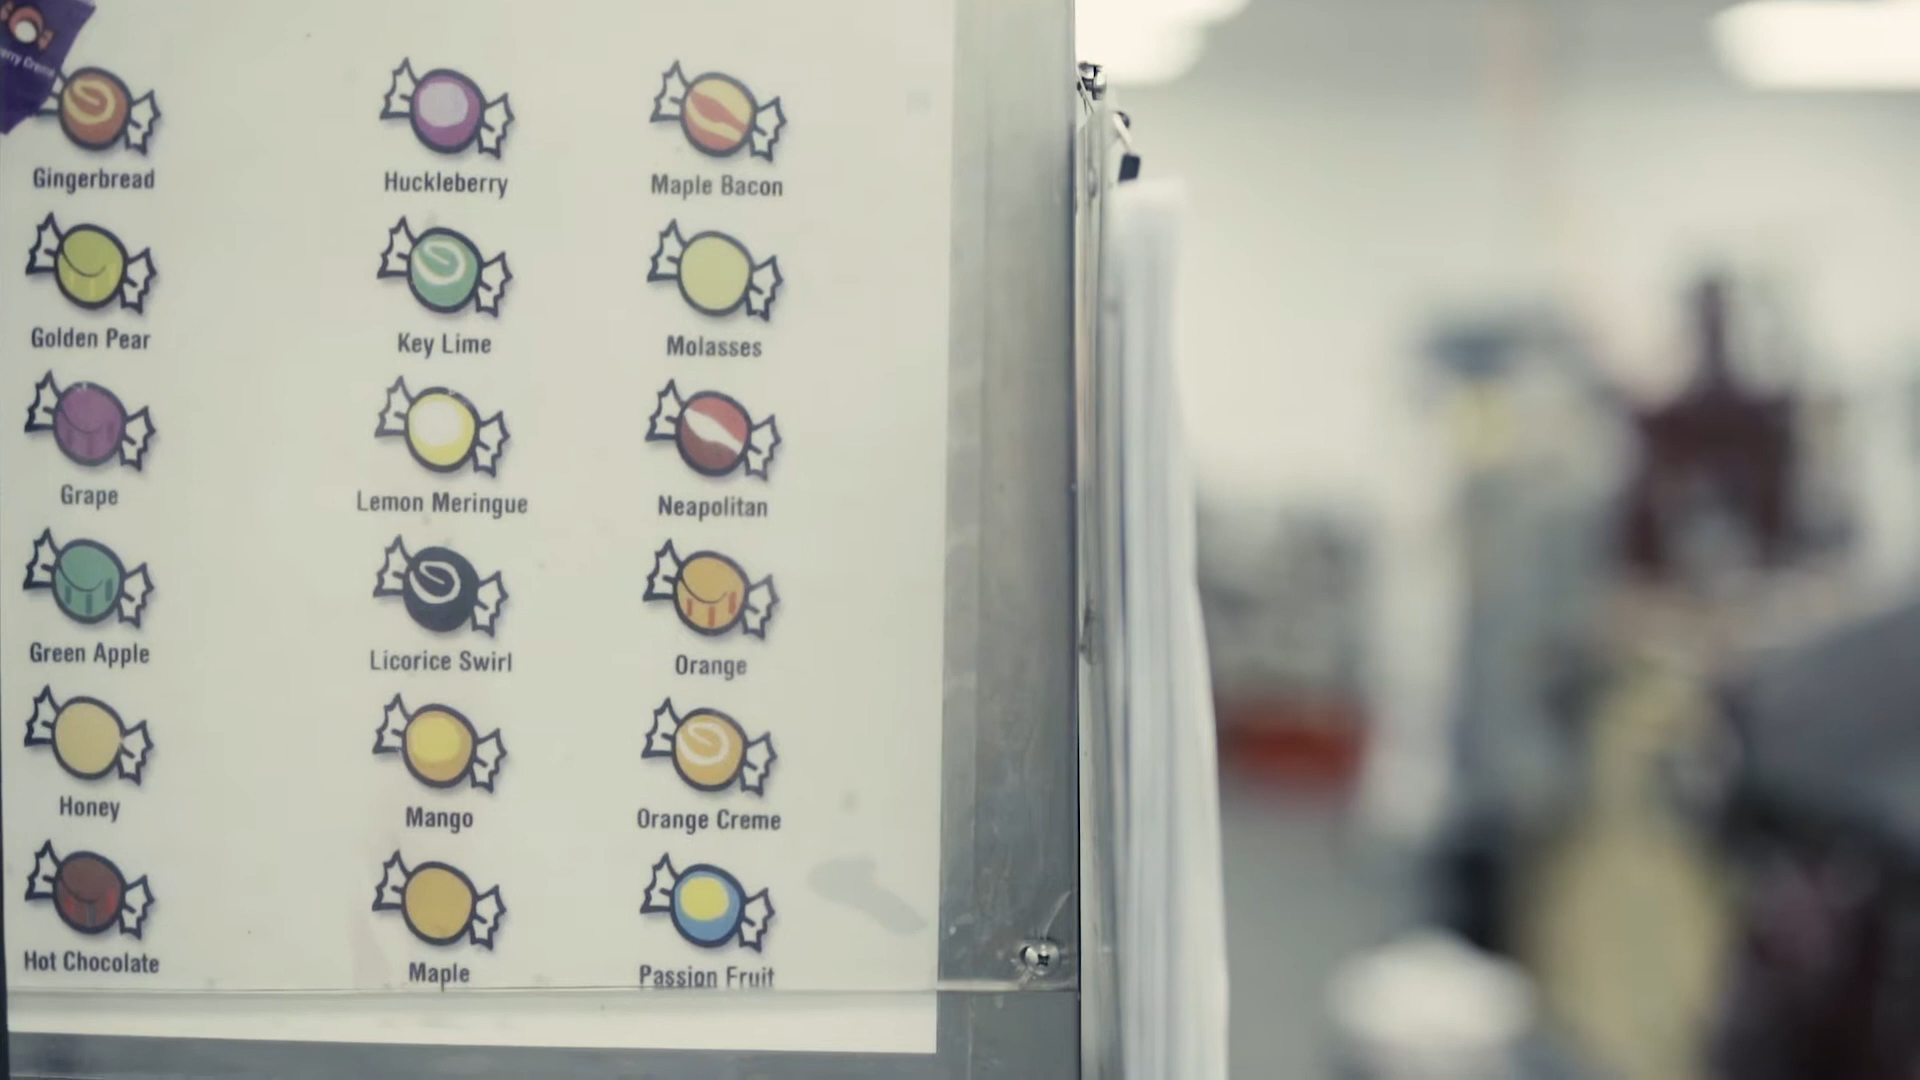 Gingerbread
Huckleberry
Maple Bacon
Golden Pear
Key Lime
Molasses
Grape
Lemon Meringue
Neapolitan
Green Apple
Licorice Swirl
Orange
Honey
Mango
Orange Creme
Hot Chocolate
Maple
Passion Fruit